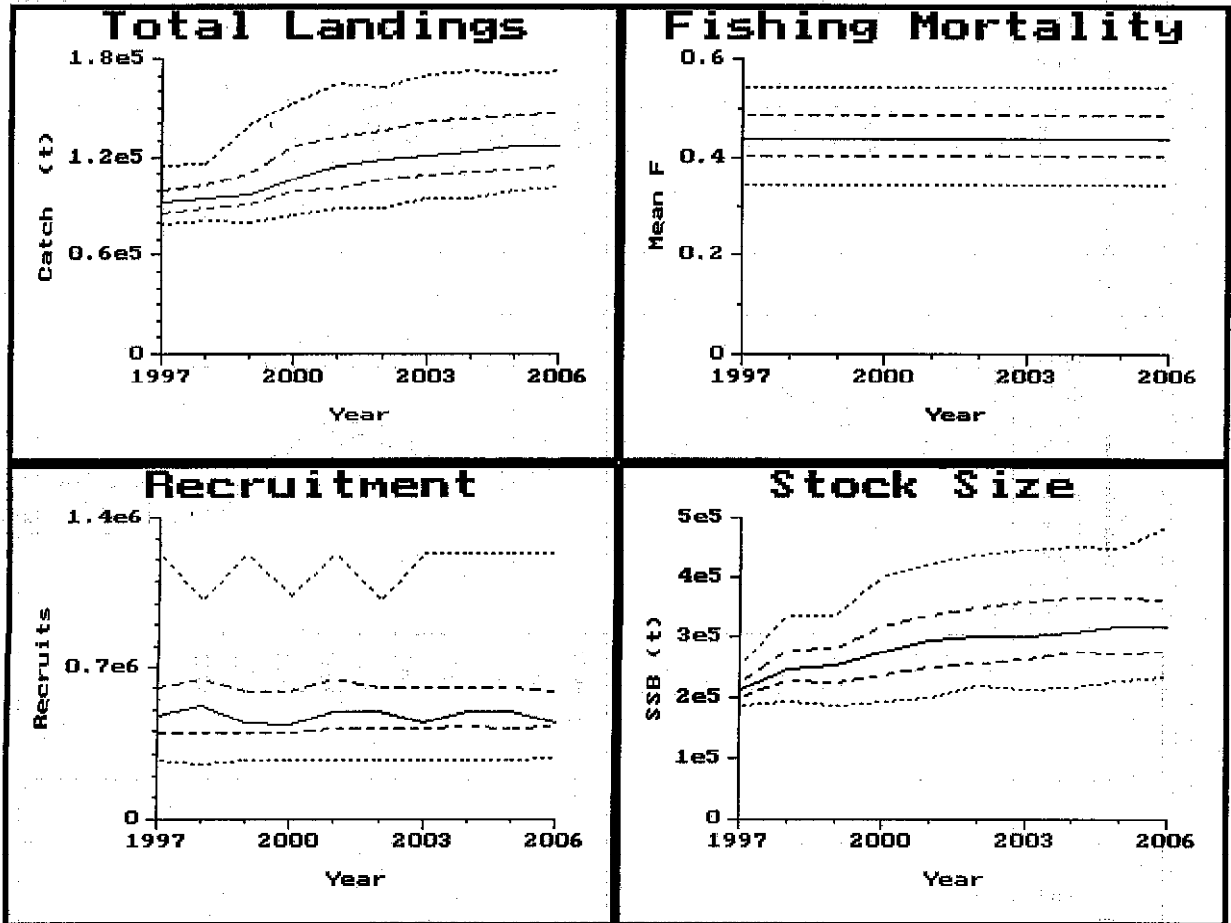 Total Landings
1.8e5
1.2e5
0.6e5
0
Catch (t)
1997 2000 2003 2006
Year
Fishing Mortality
0.6
0.4
0.2
0
Mean F
1997 2000 2003 2006
Year
Recruitment
1.4e6
0.7e6
0
Recruits
1997 2000 2003 2006
Year
Stock Size
5e5
4e5
3e5
2e5
1e5
0
SSB (t)
1997 2000 2003 2006
Year